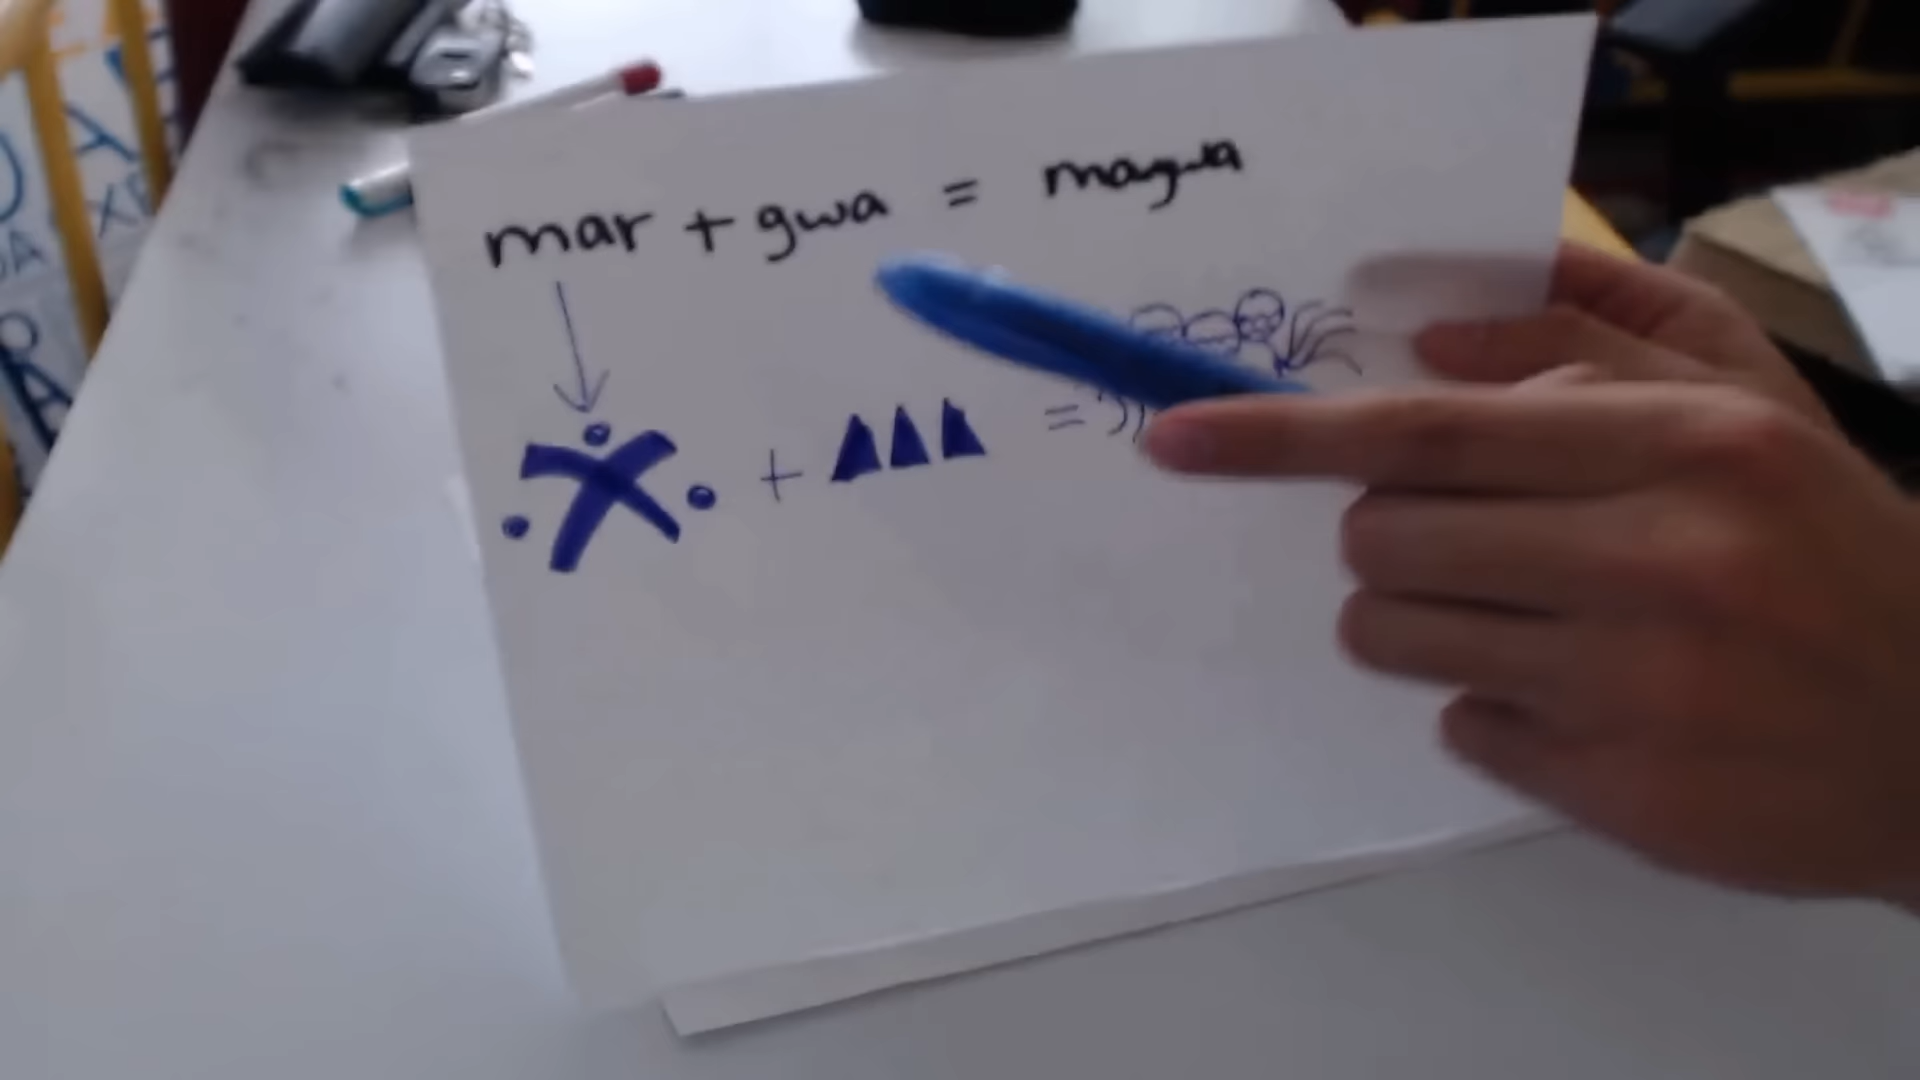 mar + gwa = magwa
+ =